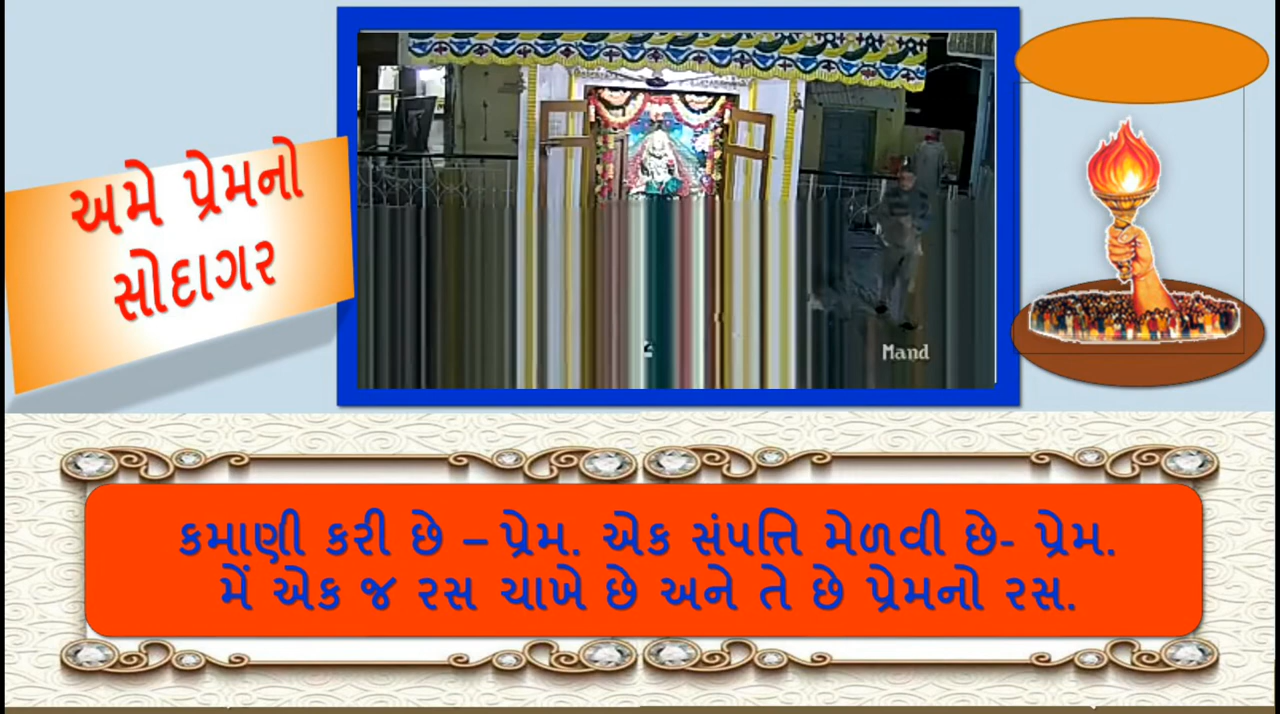 અમે પ્રેમનો
સોદાગર
Mand
કમાણી કરી છે – પ્રેમ. એક સંપત્તિ મેળવી છે- પ્રેમ.
મેં એક જ રસ ચાખે છે અને તે છે પ્રેમનો રસ.